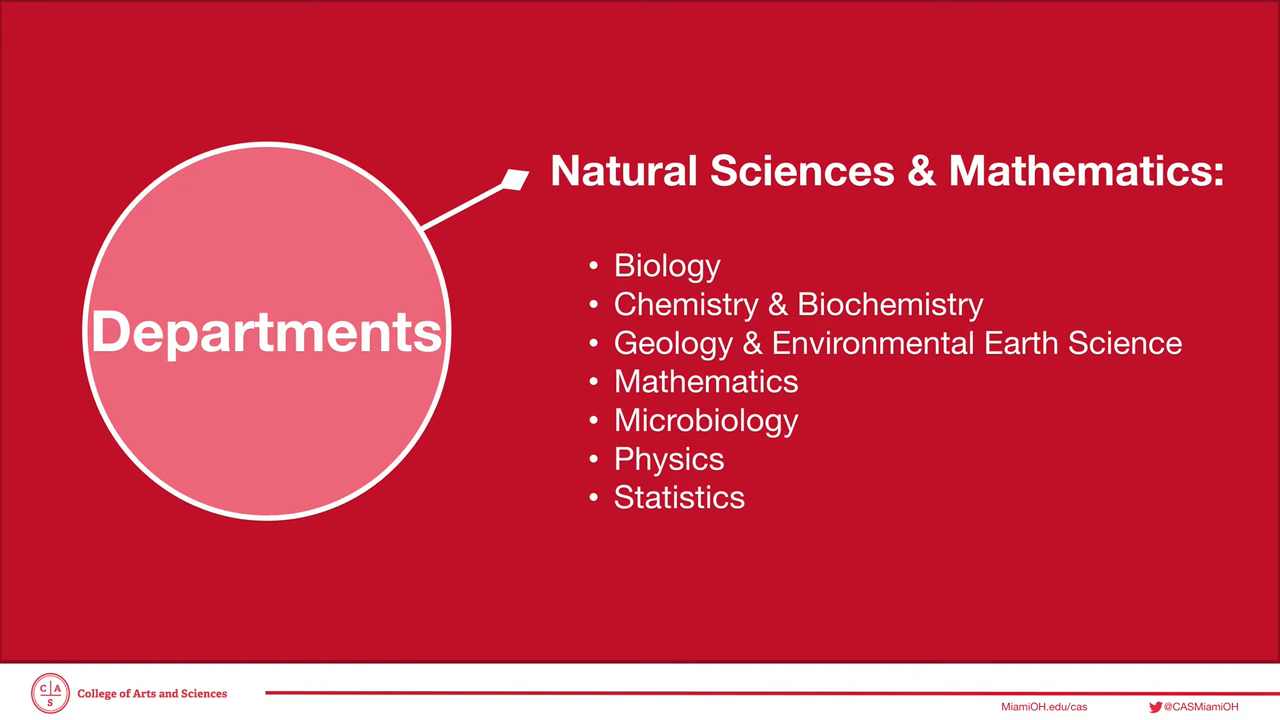 Departments
Natural Sciences & Mathematics:
• Biology
• Chemistry & Biochemistry
• Geology & Environmental Earth Science
• Mathematics
• Microbiology
• Physics
• Statistics
C A
S
College of Arts and Sciences
MiamiOH.edu/cas
@CASMiamiOH